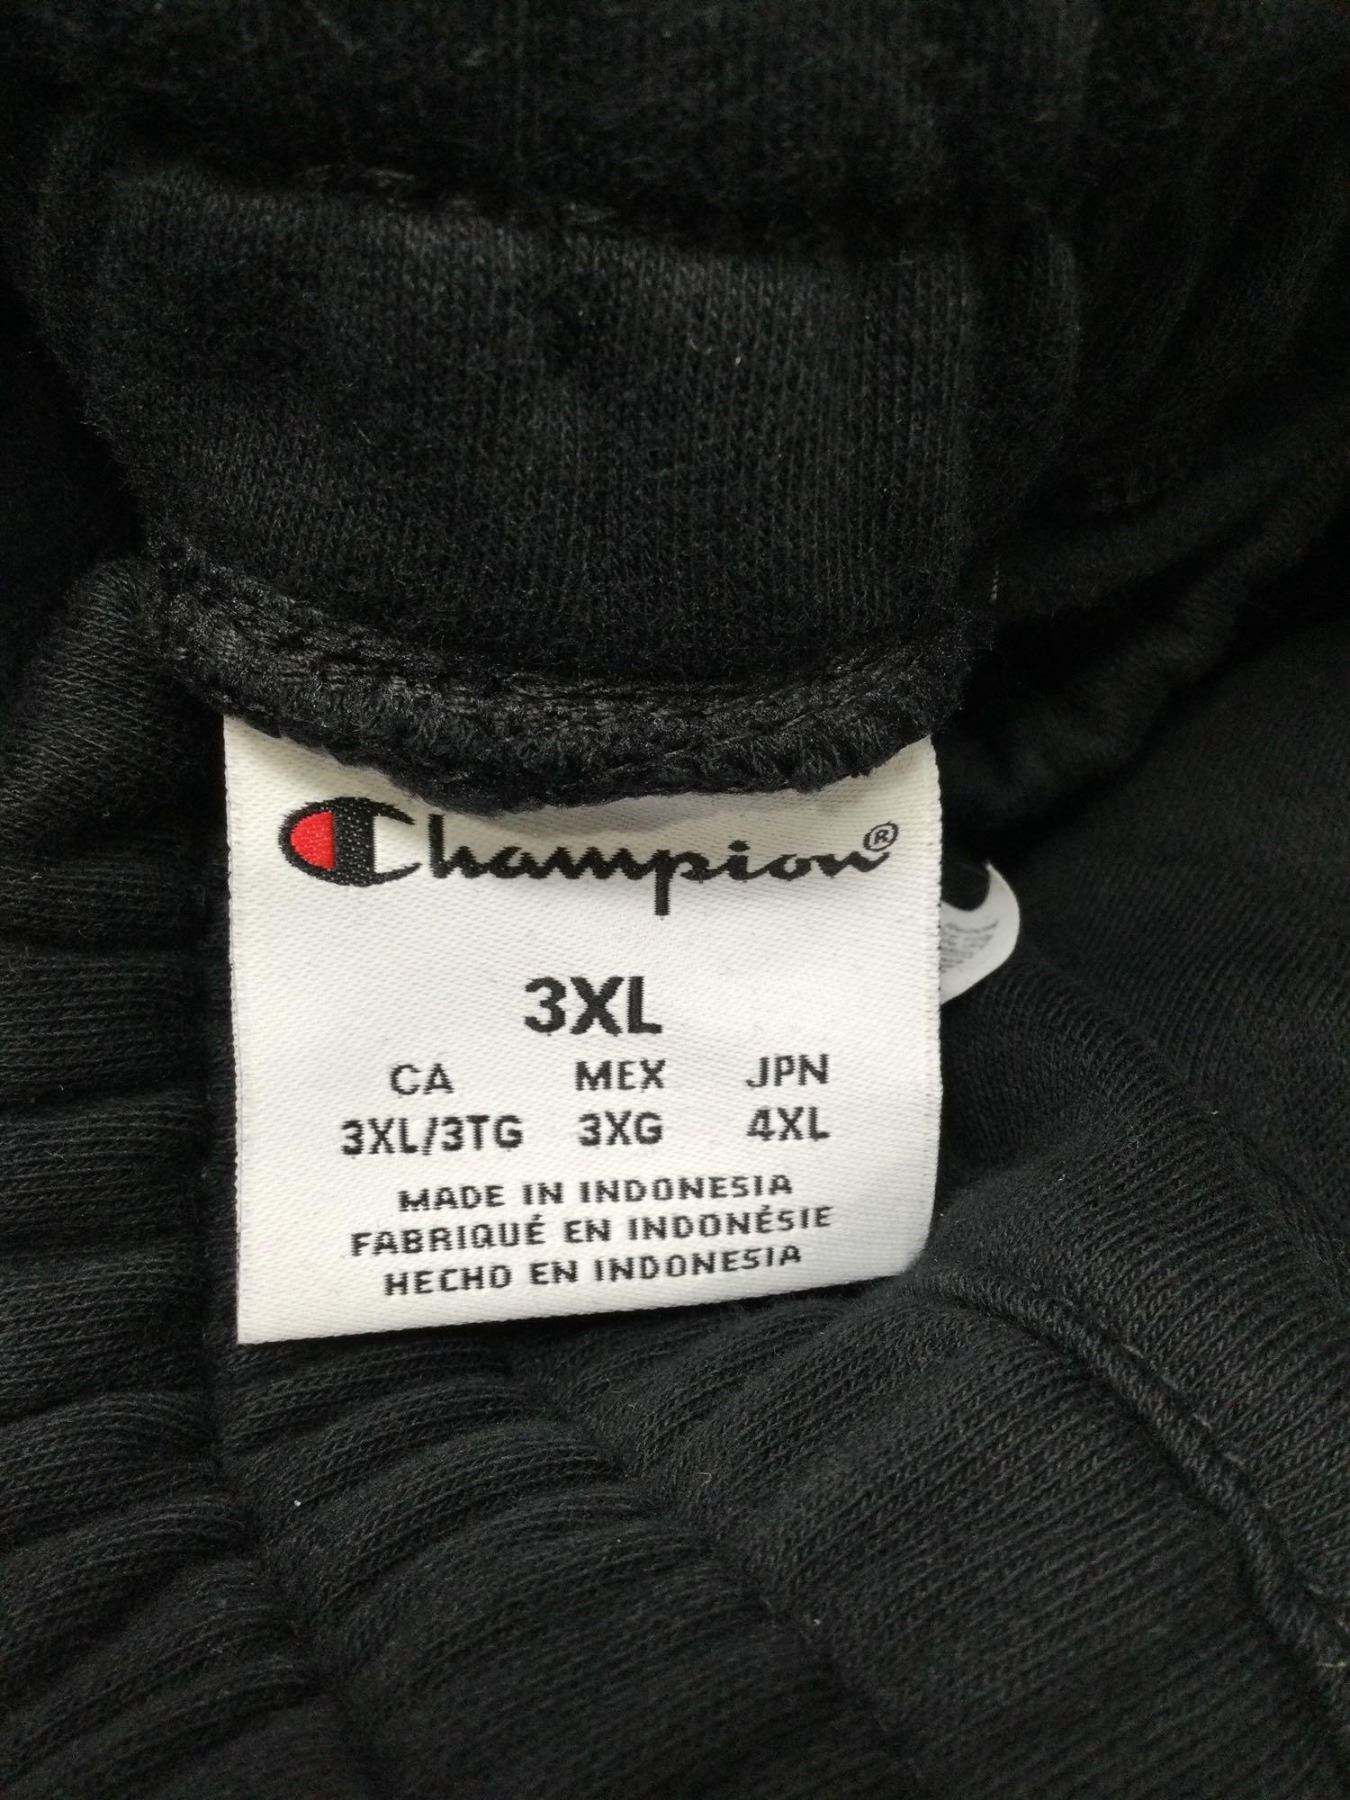 Champion®
3XL
CA MEX JPN
3XL/3TG 3XG 4XL
MADE IN INDONESIA
FABRIQUÉ EN INDONÉSIE
HECHO EN INDONESIA